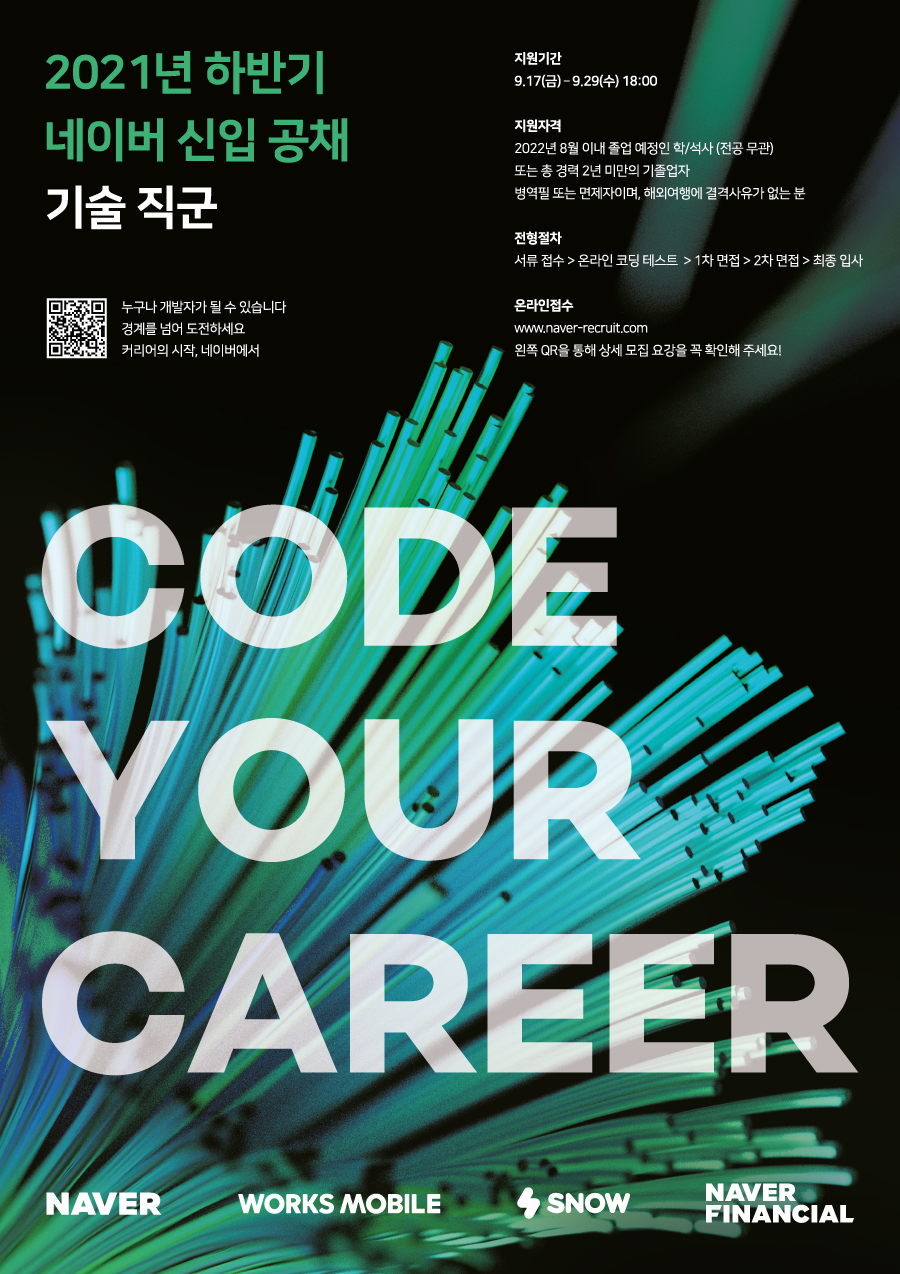 2021년 하반기
네이버 신입 공채
기술 직군
누구나 개발자가 될 수 있습니다
경계를 넘어 도전하세요
커리어의 시작, 네이버에서
지원기간
9.17(금) – 9.29(수) 18:00
지원자격
2022년 8월 이내 졸업 예정인 학/석사 (전공 무관)
또는 총 경력 2년 미만의 기졸업자
병역필 또는 면제자이며, 해외여행에 결격사유가 없는 분
전형절차
서류 접수 > 온라인 코딩 테스트 > 1차 면접 > 2차 면접 > 최종 입사
온라인접수
www.naver-recruit.com
왼쪽 QR을 통해 상세 모집 요강을 꼭 확인해 주세요!
CODE
YOUR
CAREER
NAVER
WORKS MOBILE
SNOW
NAVER
FINANCIAL